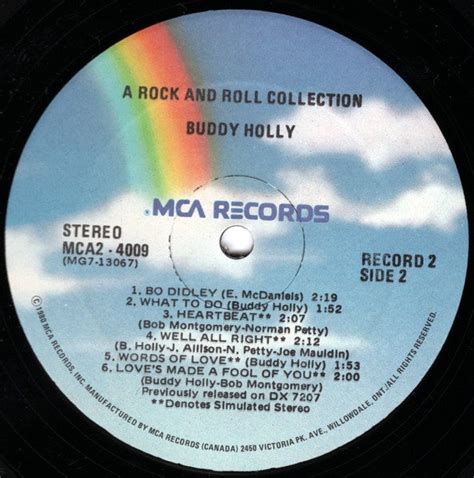 A ROCK AND ROLL COLLECTION
BUDDY HOLLY
MCA RECORDS
STEREO
MCA2 - 4009
(MG7-13067)
RECORD 2
SIDE 2
1. BO DIDLEY (E. McDaniels) 2:19
2. WHAT TO DO (Buddy Holly) 1:52
3. HEARTBEAT** 2:07
(Bob Montgomery-Norman Petty)
4. WELL ALL RIGHT** 2:12
(B. Holly-J. Allison-N. Petty-Joe Mauldin)
5. WORDS OF LOVE** (Buddy Holly) 1:53
6. LOVE'S MADE A FOOL OF YOU** 2:00
(Buddy Holly-Bob Montgomery)
Previously released on DX 7207
**Denotes Simulated Stereo
©1980 MCA RECORDS, INC. MANUFACTURED BY MCA RECORDS (CANADA) 2450 VICTORIA PK. AVE., WILLOWDALE, ONT./ALL RIGHTS RESERVED.